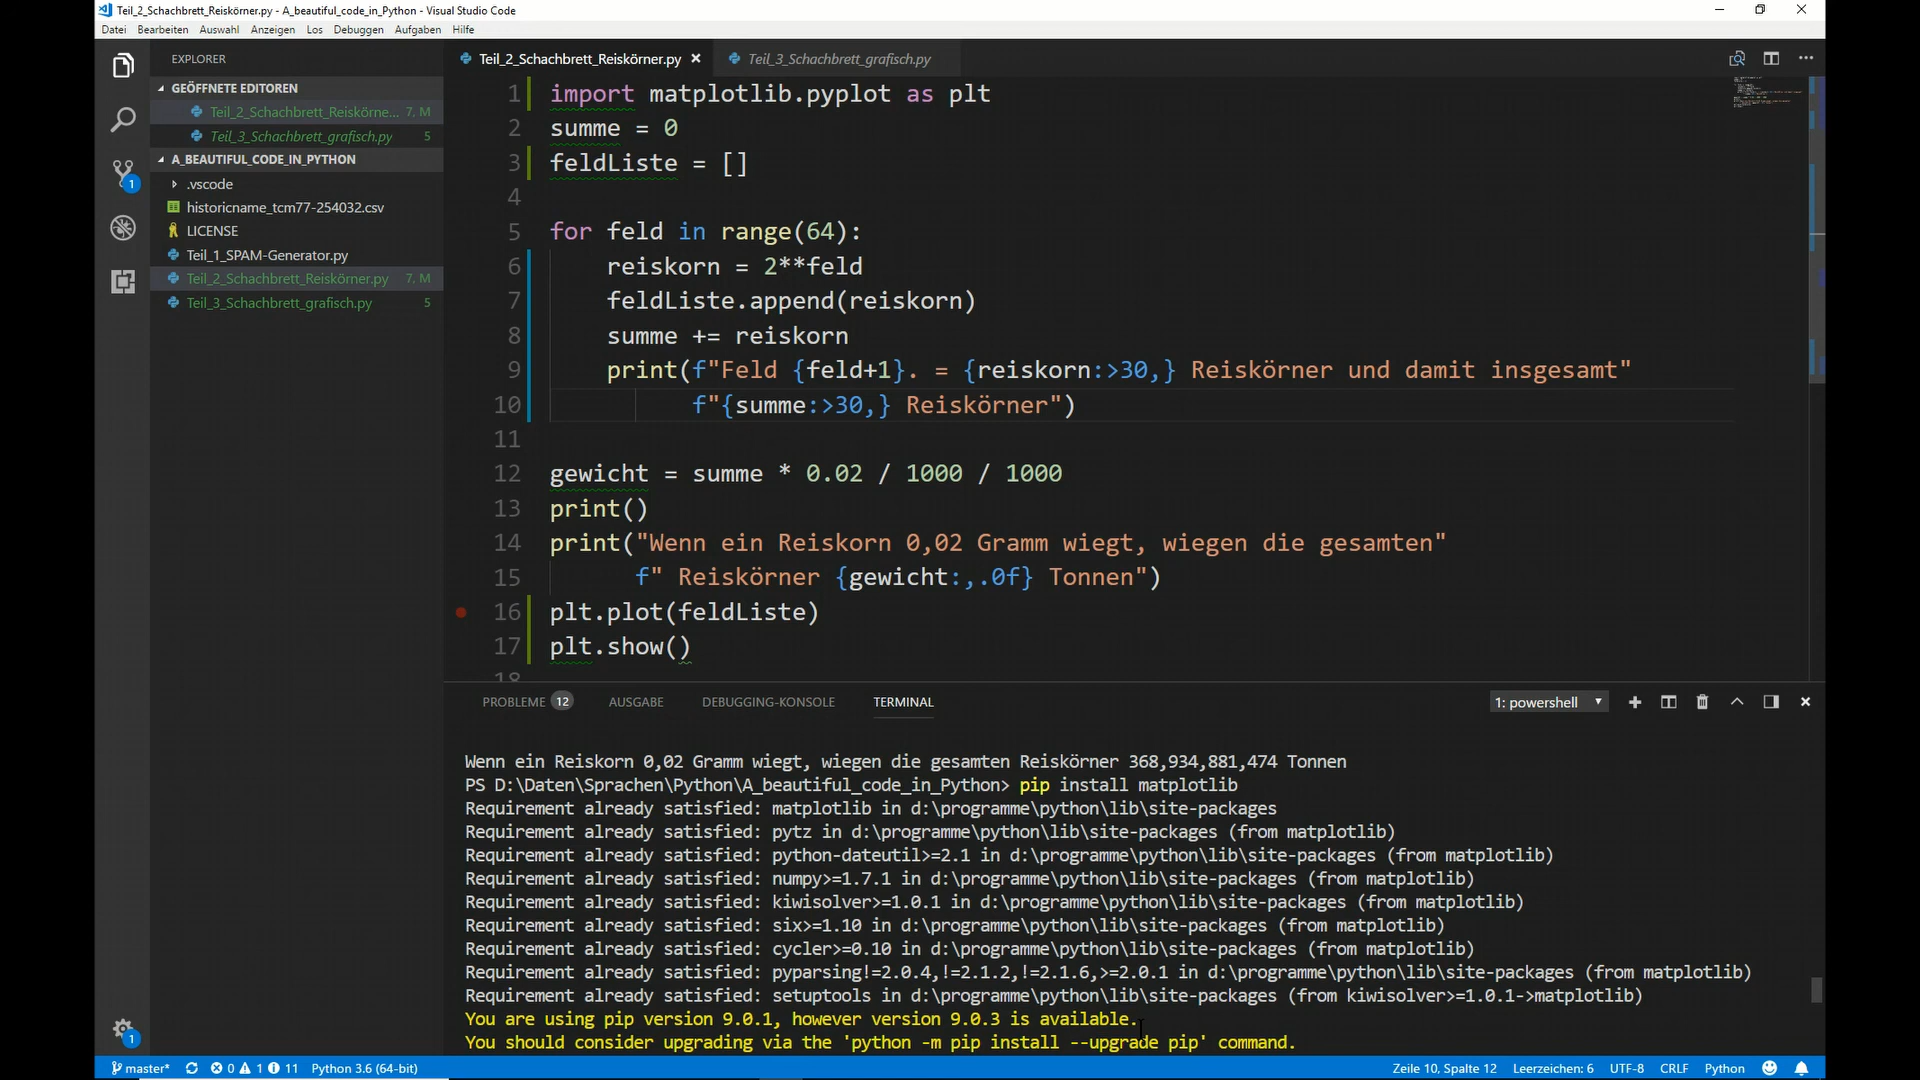 Teil_2_Schachbrett_Reiskörner.py - A_beautiful_code_in_Python - Visual Studio Code
Datei Bearbeiten Auswahl Anzeigen Los Debuggen Aufgaben Hilfe
EXPLORER
GEÖFFNETE EDITOREN
Teil_2_Schachbrett_Reiskörne... 7, M
Teil_3_Schachbrett_grafisch.py 5
A_BEAUTIFUL_CODE_IN_PYTHON
.vscode
historicname_tcm77-254032.csv
LICENSE
Teil_1_SPAM-Generator.py
Teil_2_Schachbrett_Reiskörner.py 7, M
Teil_3_Schachbrett_grafisch.py 5
1
1
Teil_2_Schachbrett_Reiskörner.py Teil_3_Schachbrett_grafisch.py
1 import matplotlib.pyplot as plt
2 summe = 0
3 feldListe = []
4
5 for feld in range(64):
6 reiskorn = 2**feld
7 feldListe.append(reiskorn)
8 summe += reiskorn
9 print(f"Feld {feld+1}. = {reiskorn:>30,} Reiskörner und damit insgesamt"
10 f"{summe:>30,} Reiskörner")
11
12 gewicht = summe * 0.02 / 1000 / 1000
13 print()
14 print("Wenn ein Reiskorn 0,02 Gramm wiegt, wiegen die gesamten"
15 f" Reiskörner {gewicht:,.0f} Tonnen")
16 plt.plot(feldListe)
17 plt.show()
18
PROBLEME 12 AUSGABE DEBUGGING-KONSOLE TERMINAL 1: powershell
Wenn ein Reiskorn 0,02 Gramm wiegt, wiegen die gesamten Reiskörner 368,934,881,474 Tonnen
PS D:\Daten\Sprachen\Python\A_beautiful_code_in_Python> pip install matplotlib
Requirement already satisfied: matplotlib in d:\programme\python\lib\site-packages
Requirement already satisfied: pytz in d:\programme\python\lib\site-packages (from matplotlib)
Requirement already satisfied: python-dateutil>=2.1 in d:\programme\python\lib\site-packages (from matplotlib)
Requirement already satisfied: numpy>=1.7.1 in d:\programme\python\lib\site-packages (from matplotlib)
Requirement already satisfied: kiwisolver>=1.0.1 in d:\programme\python\lib\site-packages (from matplotlib)
Requirement already satisfied: six>=1.10 in d:\programme\python\lib\site-packages (from matplotlib)
Requirement already satisfied: cycler>=0.10 in d:\programme\python\lib\site-packages (from matplotlib)
Requirement already satisfied: pyparsing!=2.0.4,!=2.1.2,!=2.1.6,>=2.0.1 in d:\programme\python\lib\site-packages (from matplotlib)
Requirement already satisfied: setuptools in d:\programme\python\lib\site-packages (from kiwisolver>=1.0.1->matplotlib)
You are using pip version 9.0.1, however version 9.0.3 is available.
You should consider upgrading via the 'python -m pip install --upgrade pip' command.
master* 0 1 11 Python 3.6 (64-bit) Zeile 10, Spalte 12 Leerzeichen: 6 UTF-8 CRLF Python